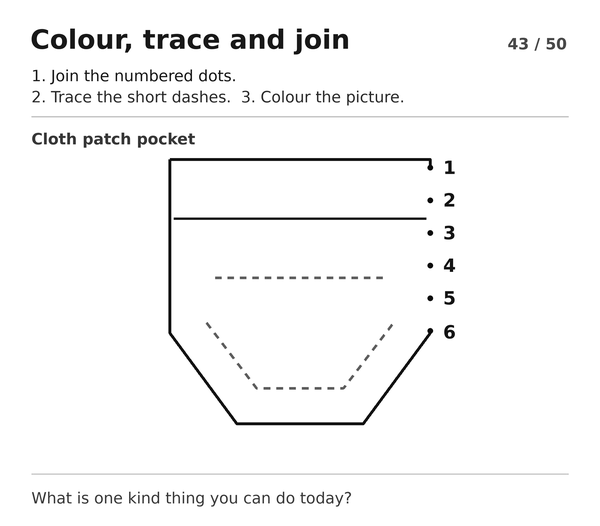 Colour, trace and join
43 / 50
1. Join the numbered dots.
2. Trace the short dashes.  3. Colour the picture.
Cloth patch pocket
1
2
3
4
5
6
What is one kind thing you can do today?